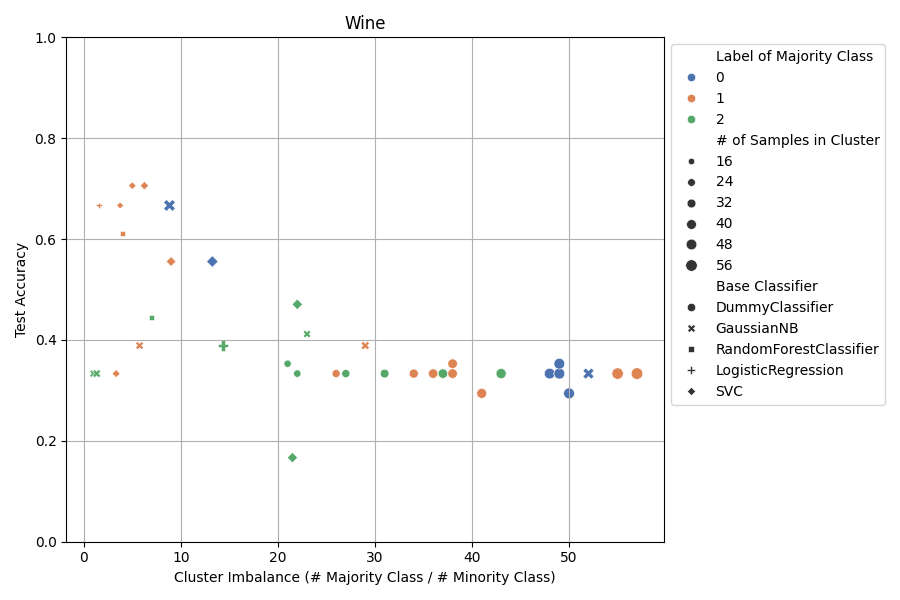 Wine
1.0
0.8
0.6
0.4
0.2
0.0
Test Accuracy
0
10
20
30
40
50
Cluster Imbalance (# Majority Class / # Minority Class)
Label of Majority Class
0
1
2
# of Samples in Cluster
16
24
32
40
48
56
Base Classifier
DummyClassifier
GaussianNB
RandomForestClassifier
LogisticRegression
SVC